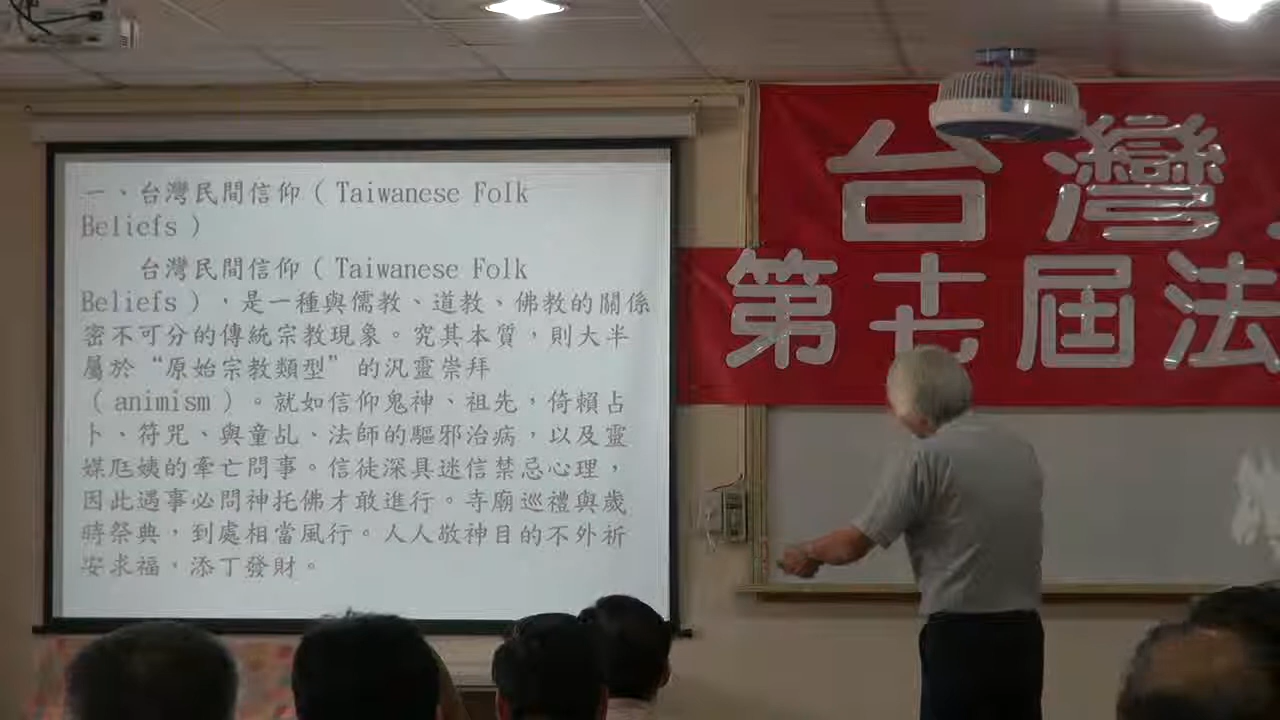 一、台灣民間信仰（Taiwanese Folk
Beliefs）
台灣民間信仰（Taiwanese Folk
Beliefs），是一種與儒教、道教、佛教的關係
密不可分的傳統宗教現象。究其本質，則大半
屬於“原始宗教類型”的汎靈崇拜
（animism）。就如信仰鬼神、祖先，倚賴占
卜、符咒、與童乩、法師的驅邪治病，以及靈
媒尫姨的牽亡問事。信徒深具迷信禁忌心理，
因此遇事必問神托佛才敢進行。寺廟巡禮與歲
時祭典，到處相當風行。人人敬神目的不外祈
安求福，添丁發財。
台灣
第七屆法